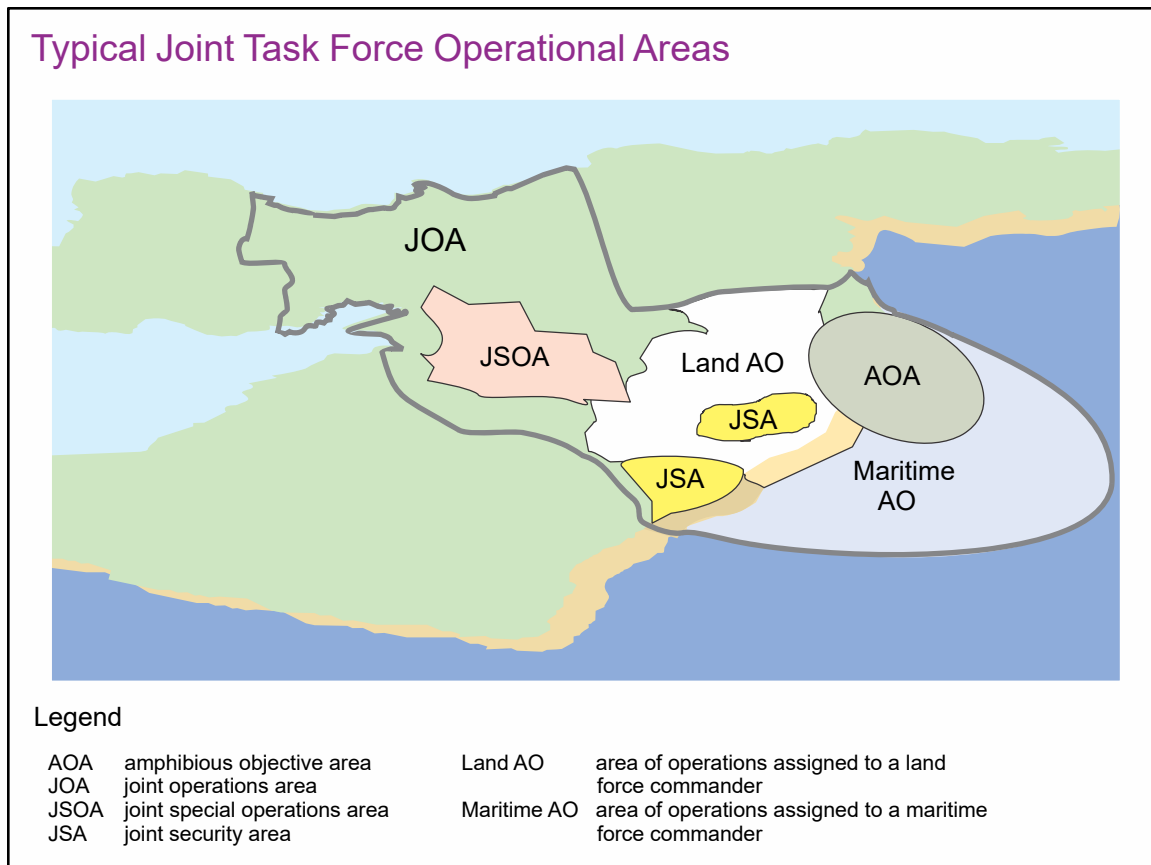 Typical Joint Task Force Operational Areas
JOA
JSOA
Land AO
AOA
JSA
JSA
Maritime
AO
Legend
AOA amphibious objective area
JOA joint operations area
JSOA joint special operations area
JSA joint security area
Land AO area of operations assigned to a land
force commander
Maritime AO area of operations assigned to a maritime
force commander